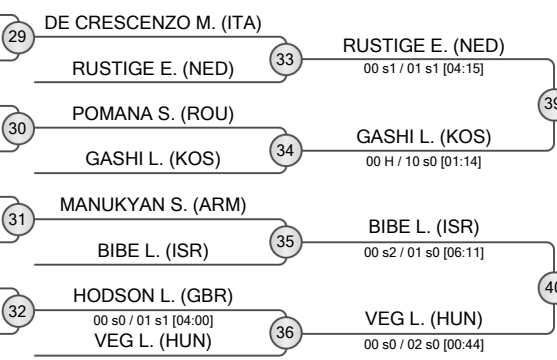 29
DE CRESCENZO M. (ITA)
RUSTIGE E. (NED)
33
RUSTIGE E. (NED)
00 s1 / 01 s1 [04:15]
39
30
POMANA S. (ROU)
GASHI L. (KOS)
34
GASHI L. (KOS)
00 H / 10 s0 [01:14]
31
MANUKYAN S. (ARM)
BIBE L. (ISR)
35
BIBE L. (ISR)
00 s2 / 01 s0 [06:11]
40
32
HODSON L. (GBR)
00 s0 / 01 s1 [04:00]
VEG L. (HUN)
36
VEG L. (HUN)
00 s0 / 02 s0 [00:44]